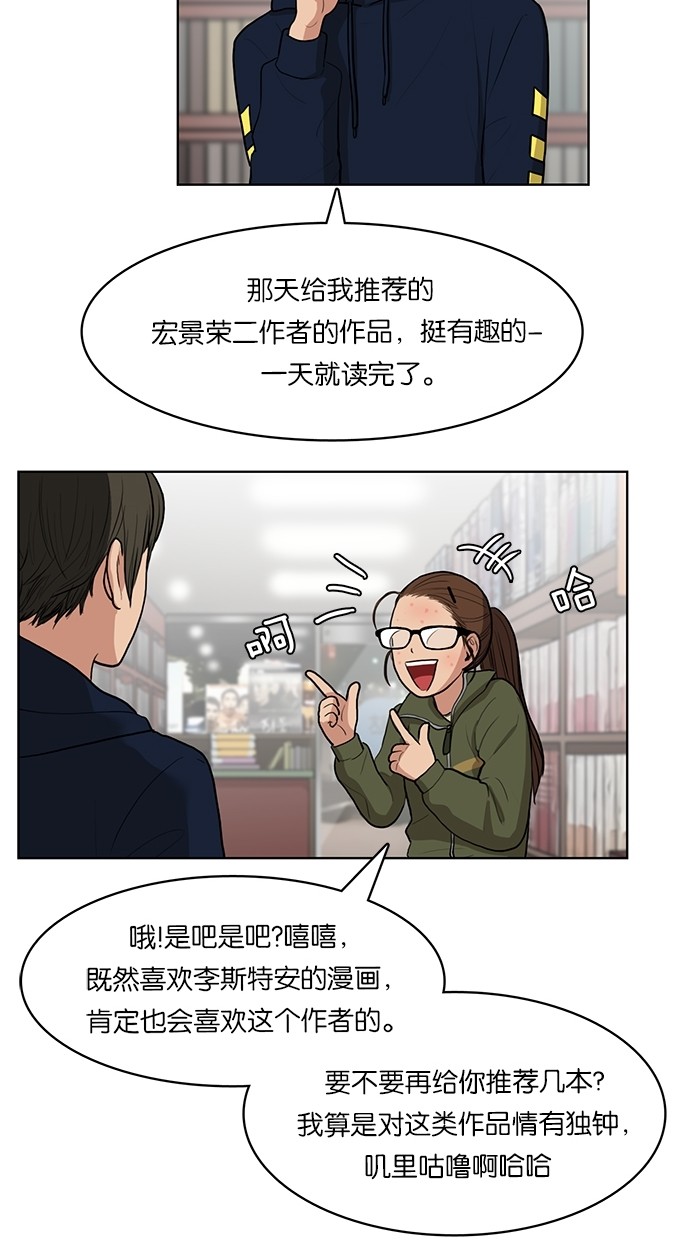 那天给我推荐的
宏景荣二作者的作品，挺有趣的-
一天就读完了。
啊
哈
哦!是吧是吧?嘻嘻，
既然喜欢李斯特安的漫画，
肯定也会喜欢这个作者的。
要不要再给你推荐几本?
我算是对这类作品情有独钟，
叽里咕噜啊哈哈